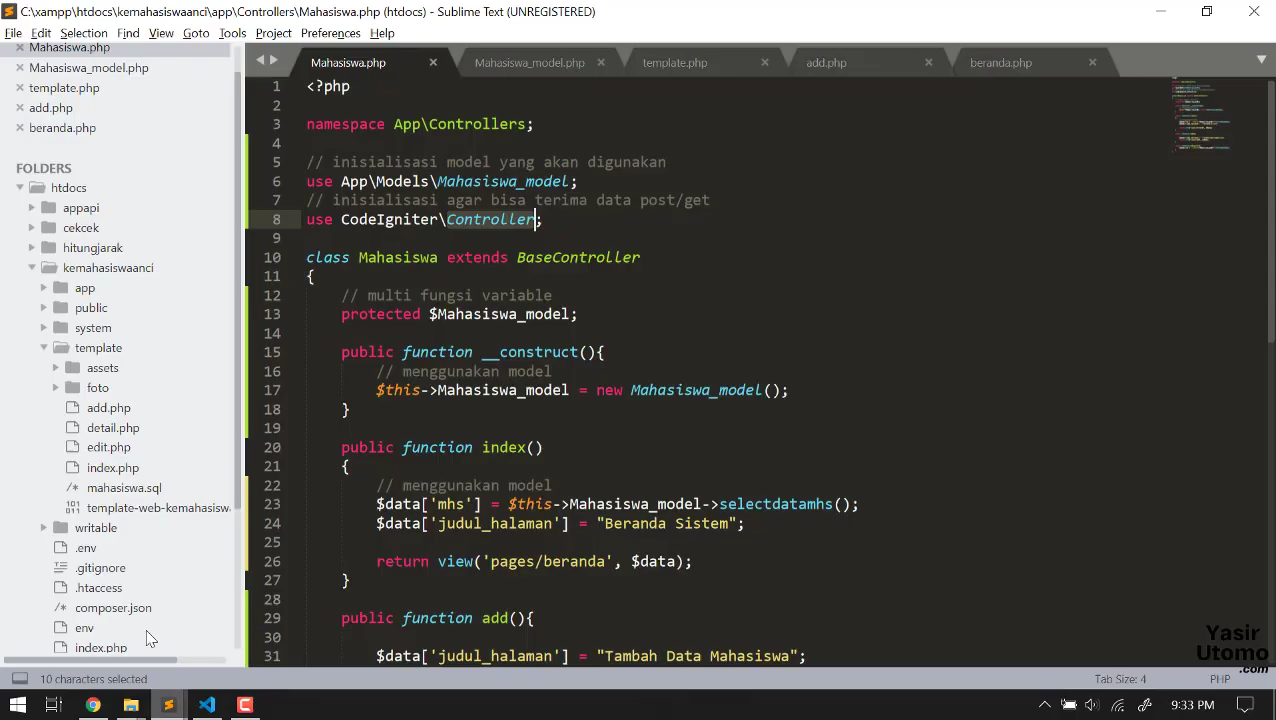 C:\xampp\htdocs\kemahasiswaanci\app\Controllers\Mahasiswa.php (htdocs) - Sublime Text (UNREGISTERED)
File Edit Selection Find View Goto Tools Project Preferences Help
Mahasiswa.php
Mahasiswa_model.php
template.php
add.php
beranda.php
FOLDERS
htdocs
appapi
cekcek
hitungjarak
kemahasiswaanci
app
public
system
template
assets
foto
add.php
detail.php
edit.php
index.php
mahasiswa.sql
template-web-kemahasisw
writable
.env
.gitignore
.htaccess
composer.json
env
index.php
Mahasiswa.php Mahasiswa_model.php template.php add.php beranda.php
1 <?php
2
3 namespace App\Controllers;
4
5 // inisialisasi model yang akan digunakan
6 use App\Models\Mahasiswa_model;
7 // inisialisasi agar bisa terima data post/get
8 use CodeIgniter\Controller;
9
10 class Mahasiswa extends BaseController
11 {
12 // multi fungsi variable
13 protected $Mahasiswa_model;
14
15 public function __construct(){
16 // menggunakan model
17 $this->Mahasiswa_model = new Mahasiswa_model();
18 }
19
20 public function index()
21 {
22 // menggunakan model
23 $data['mhs'] = $this->Mahasiswa_model->selectdatamhs();
24 $data['judul_halaman'] = "Beranda Sistem";
25
26 return view('pages/beranda', $data);
27 }
28
29 public function add(){
30
31 $data['judul_halaman'] = "Tambah Data Mahasiswa";
Yasir
Utomo
.com
10 characters selected Tab Size: 4 PHP
9:33 PM